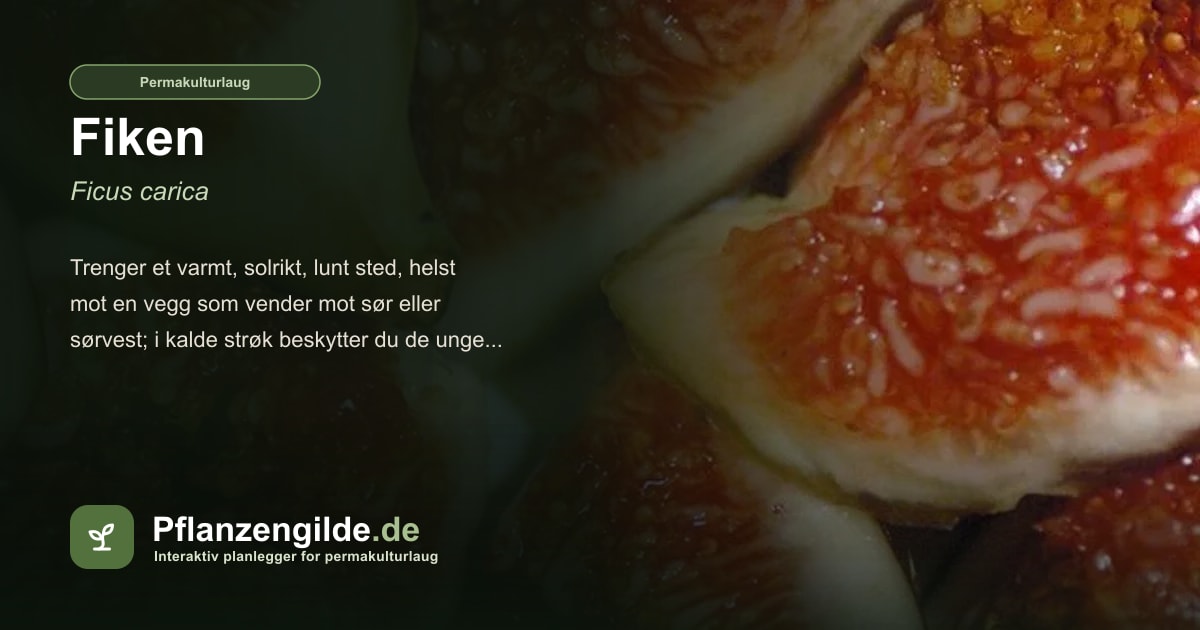 Permakulturlaug
Fiken
Ficus carica
Trenger et varmt, solrikt, lunt sted, helst
mot en vegg som vender mot sør eller
sørvest; i kalde strøk beskytter du de unge...
Pflanzengilde.de
Interaktiv planlegger for permakulturlaug